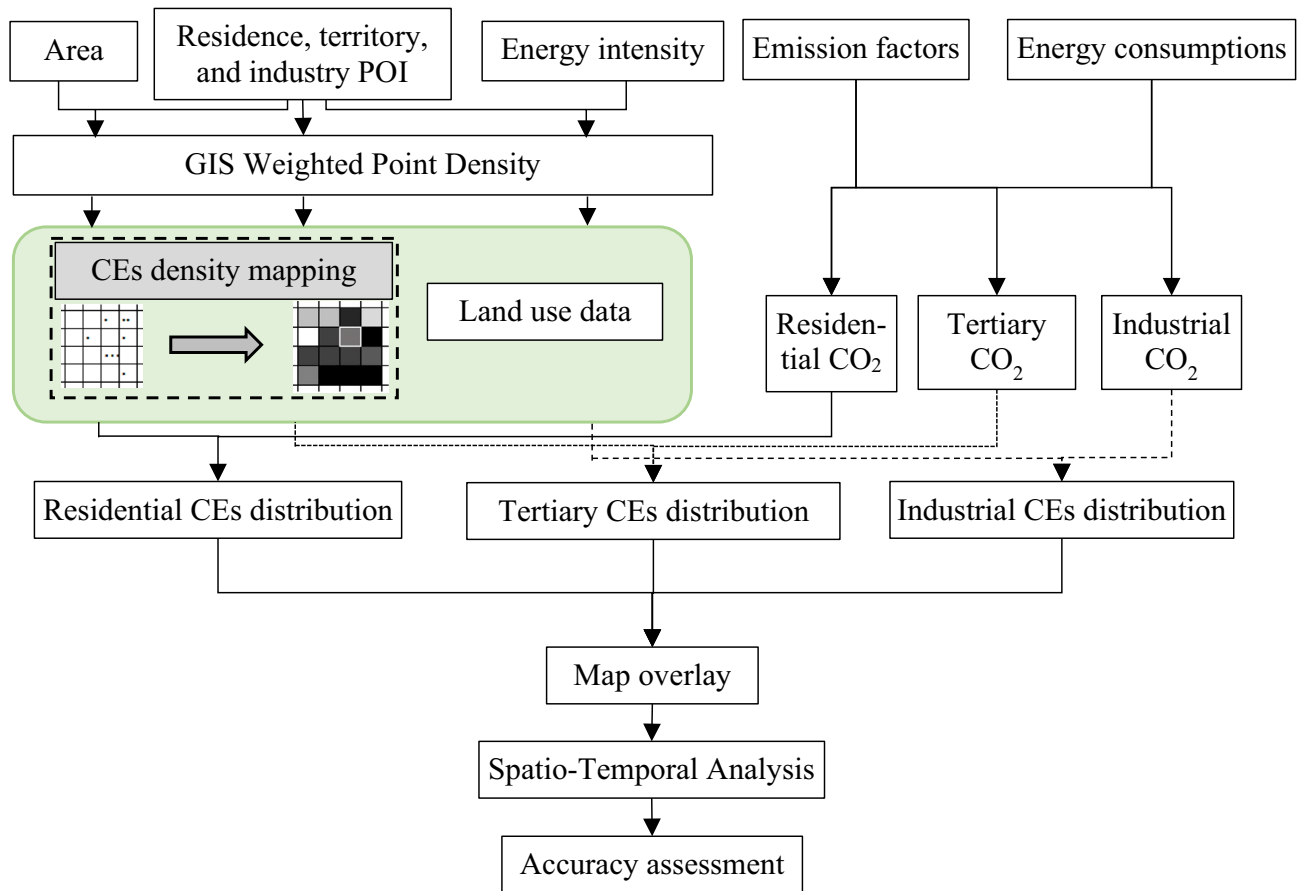 Area
Residence, territory,
and industry POI
Energy intensity
Emission factors
Energy consumptions
GIS Weighted Point Density
CEs density mapping
Land use data
Residen-
tial CO₂
Tertiary
CO₂
Industrial
CO₂
Residential CEs distribution
Tertiary CEs distribution
Industrial CEs distribution
Map overlay
Spatio-Temporal Analysis
Accuracy assessment